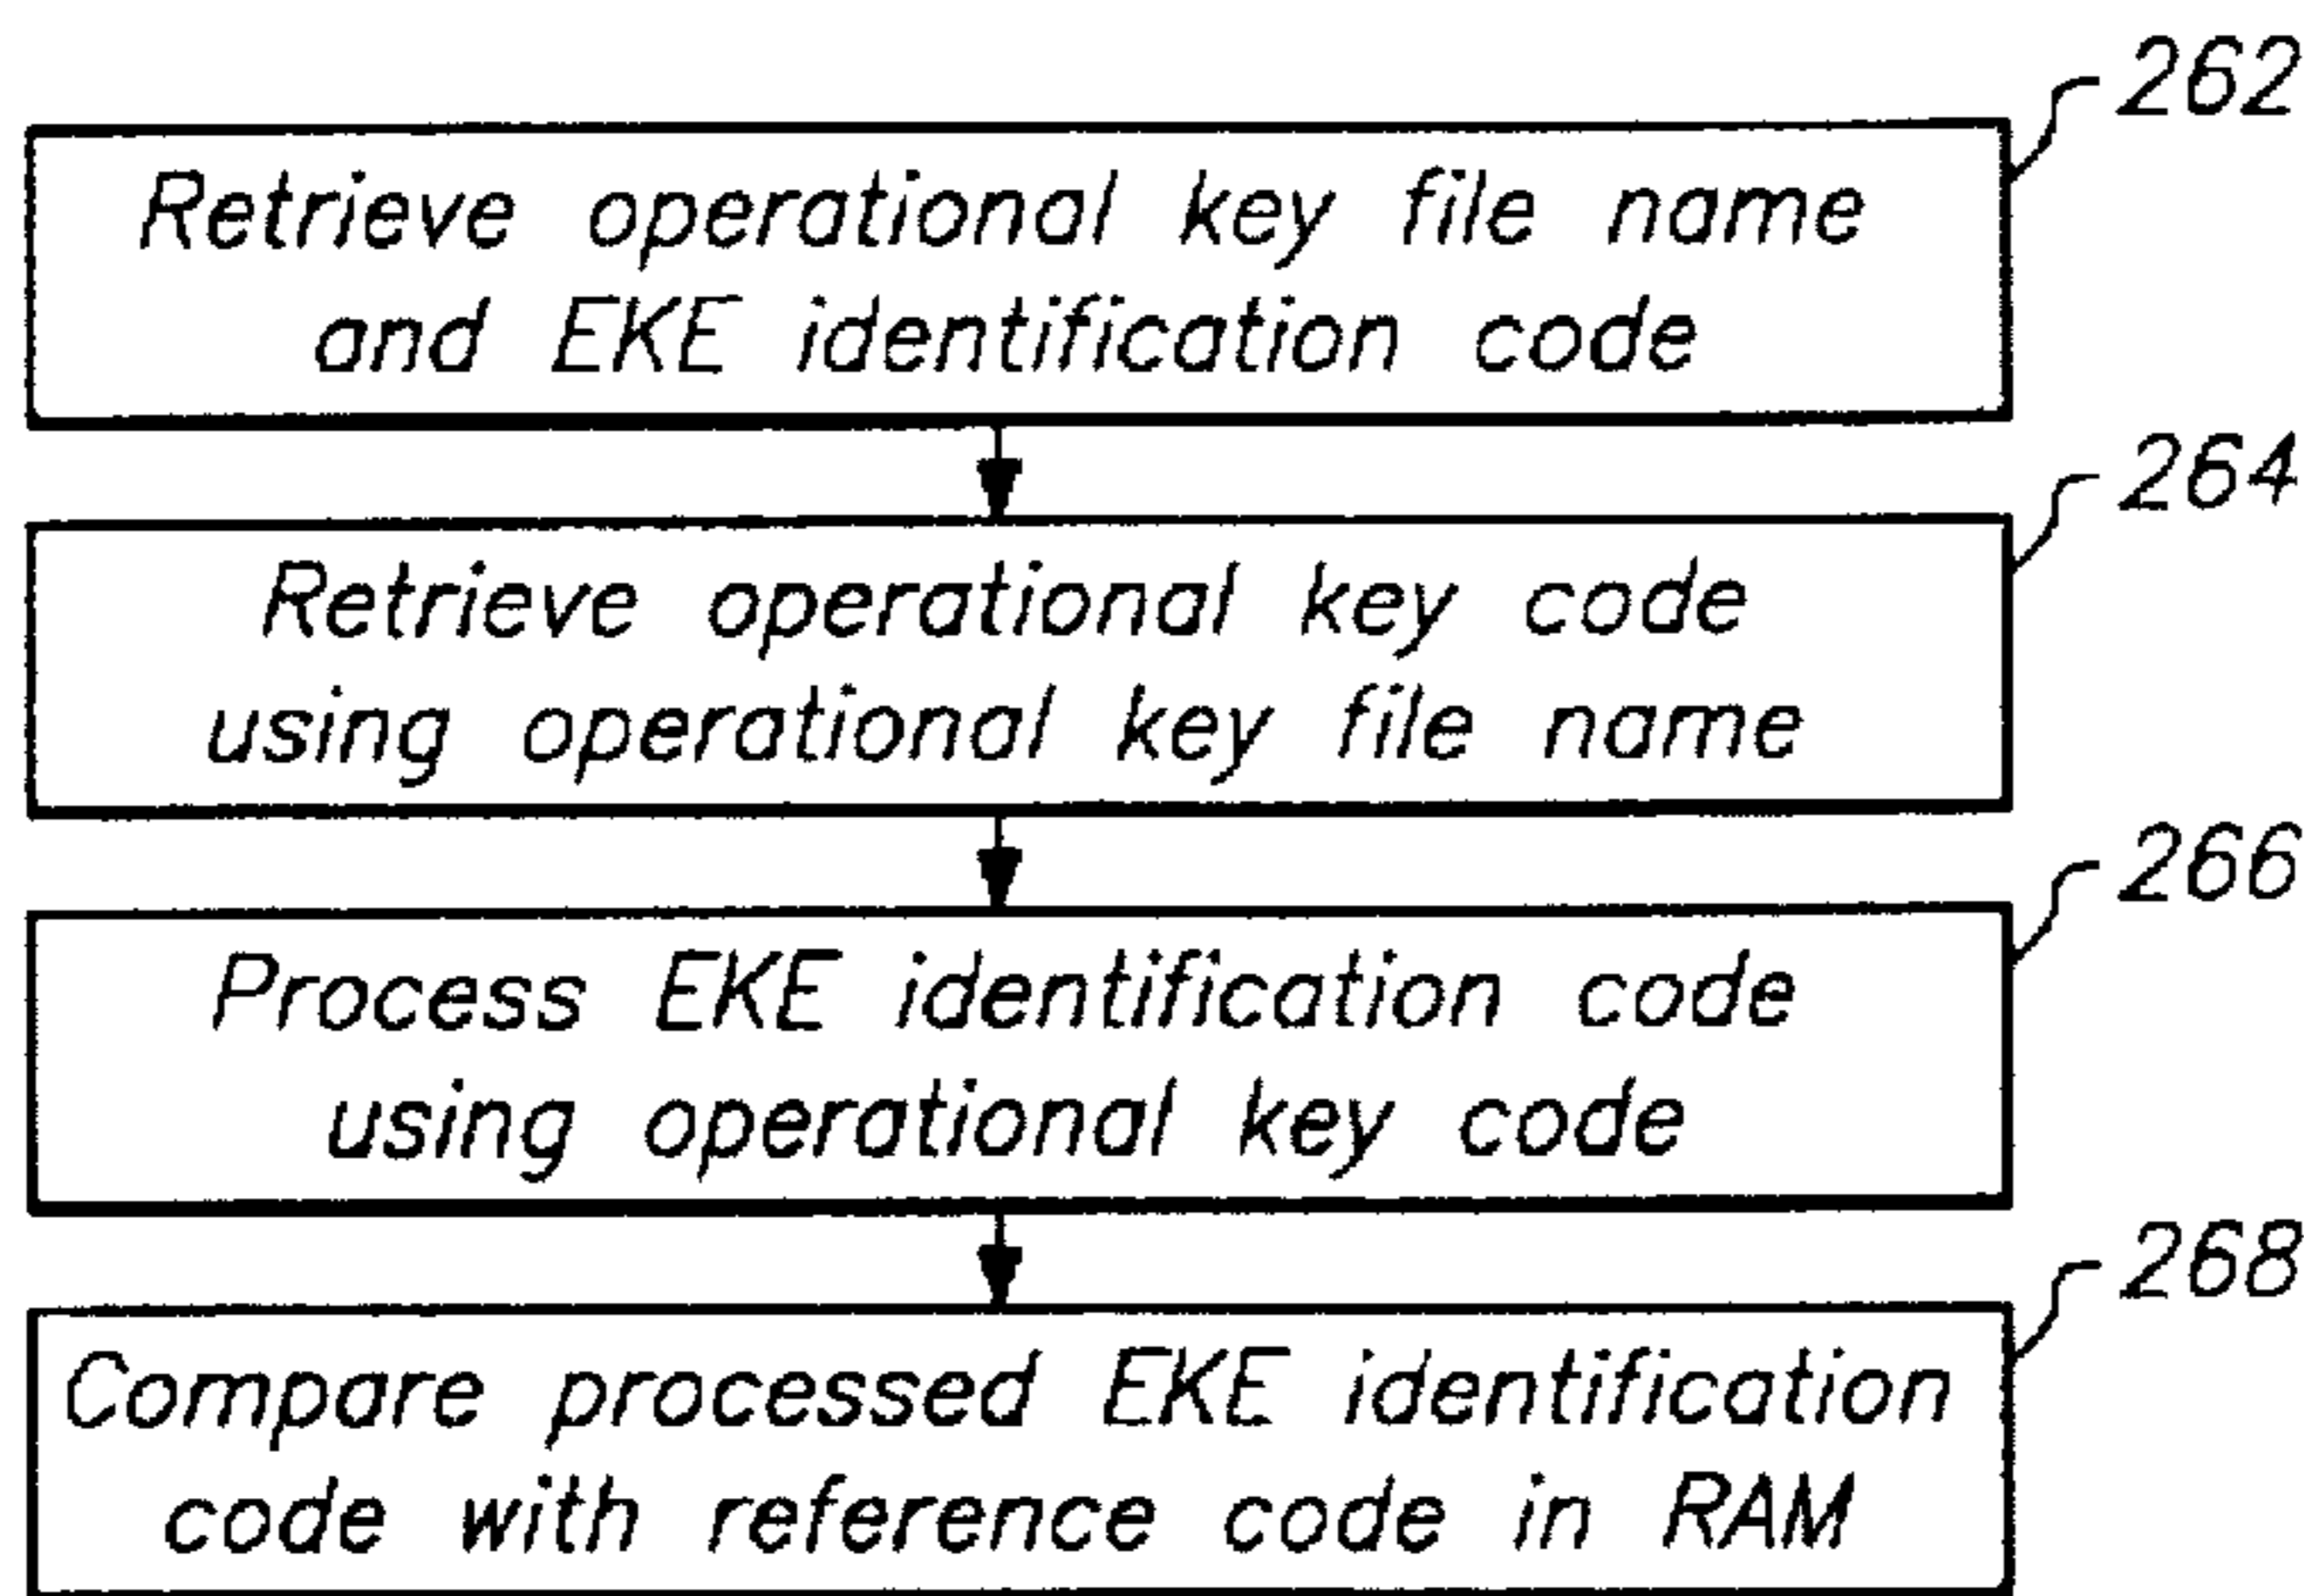 262
Retrieve operational key file name
and EKE identification code
264
Retrieve operational key code
using operational key file name
266
Process EKE identification code
using operational key code
268
Compare processed EKE identification
code with reference code in RAM